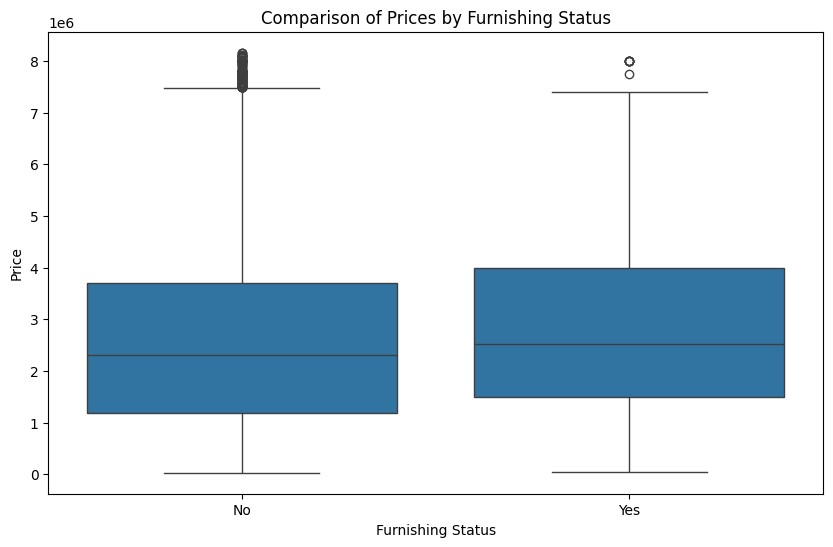 Comparison of Prices by Furnishing Status
1e6
8
7
6
5
4
3
2
1
0
Price
No Yes
Furnishing Status